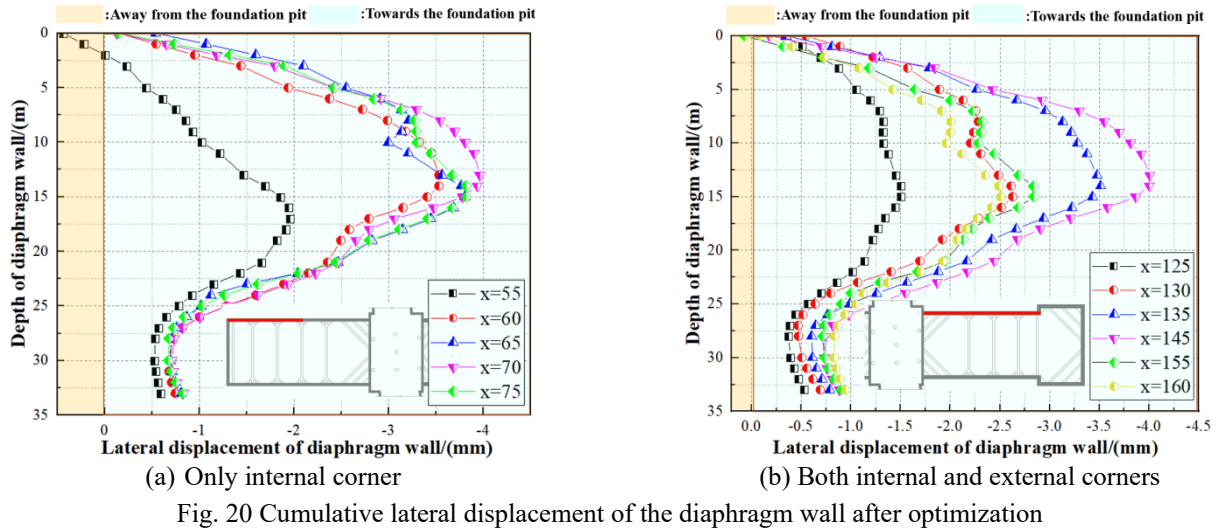 :Away from the foundation pit :Towards the foundation pit
0
5
10
15
20
25
30
35
Depth of diaphragm wall/(m)
x=55
x=60
x=65
x=70
x=75
0 -1 -2 -3 -4
Lateral displacement of diaphragm wall/(mm)
(a) Only internal corner
:Away from the foundation pit :Towards the foundation pit
0
5
10
15
20
25
30
35
Depth of diaphragm wall/(m)
x=125
x=130
x=135
x=145
x=155
x=160
0.0 -0.5 -1.0 -1.5 -2.0 -2.5 -3.0 -3.5 -4.0 -4.5
Lateral displacement of diaphragm wall/(mm)
(b) Both internal and external corners
Fig. 20 Cumulative lateral displacement of the diaphragm wall after optimization